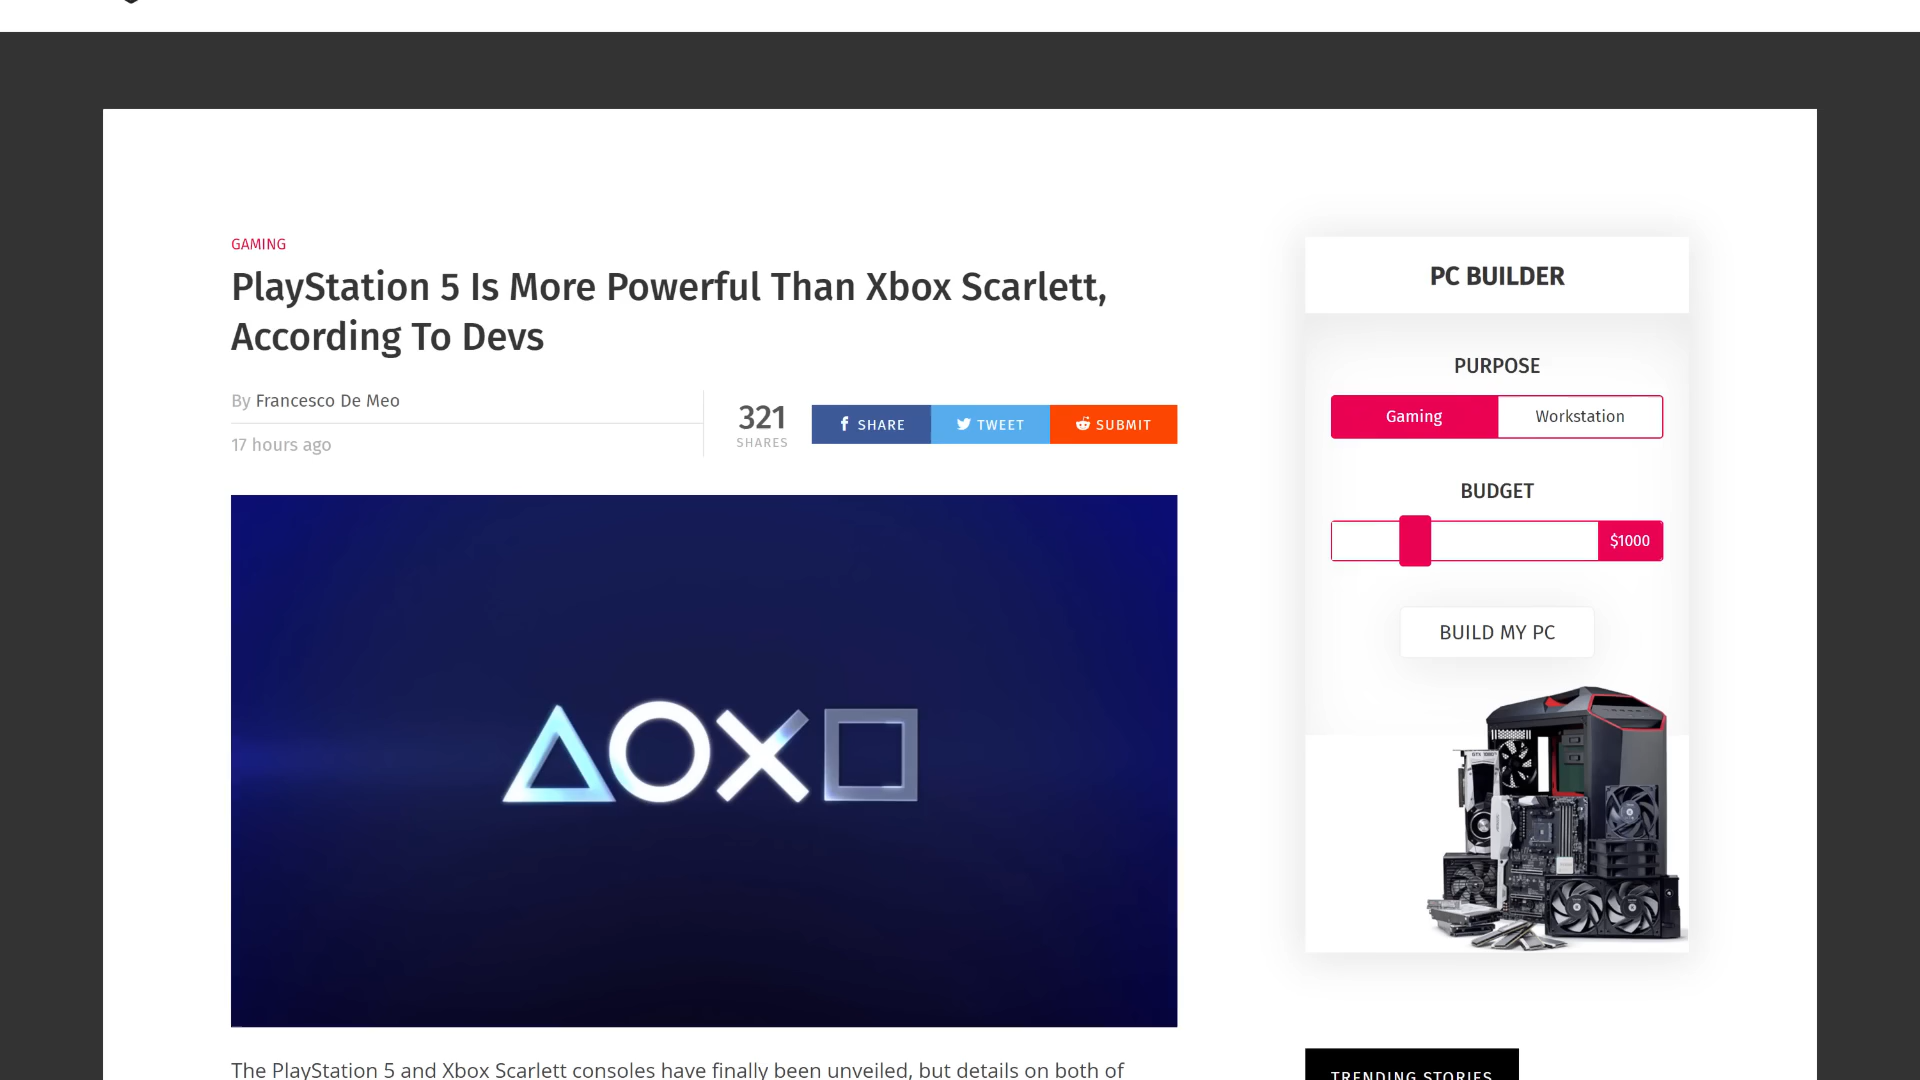 GAMING
PlayStation 5 Is More Powerful Than Xbox Scarlett,
According To Devs
By Francesco De Meo
17 hours ago
321
SHARES
SHARE
TWEET
SUBMIT
The PlayStation 5 and Xbox Scarlett consoles have finally been unveiled, but details on both of
PC BUILDER
PURPOSE
Gaming
Workstation
BUDGET
$1000
BUILD MY PC
TRENDING STORIES